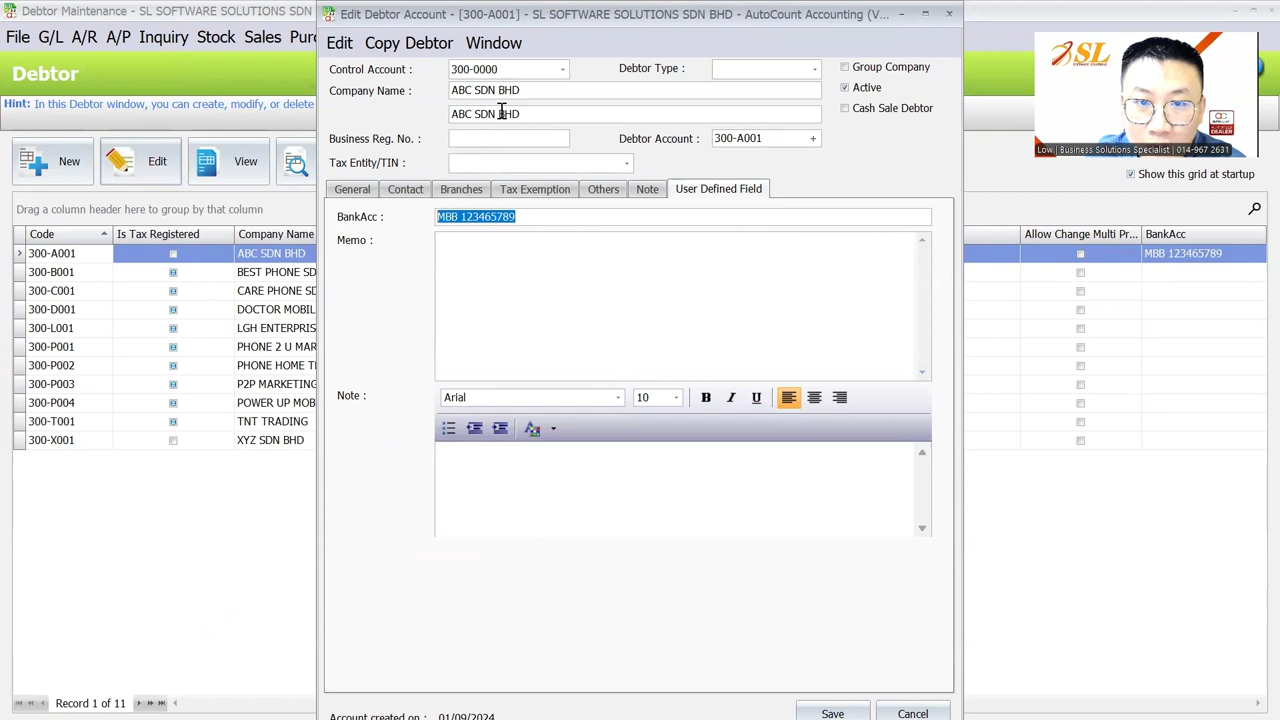 Debtor Maintenance - SL SOFTWARE SOLUTIONS SDN BH
File G/L A/R A/P Inquiry Stock Sales Pur
Debtor
Hint: In this Debtor window, you can create, modify, or delete
New Edit View
Drag a column header here to group by that column
Code Is Tax Registered Company Name
300-A001 ABC SDN BHD
300-B001 BEST PHONE SD
300-C001 CARE PHONE SD
300-D001 DOCTOR MOBIL
300-L001 LGH ENTERPRIS
300-P001 PHONE 2 U MAR
300-P002 PHONE HOME T
300-P003 P2P MARKETING
300-P004 POWER UP MOB
300-T001 TNT TRADING
300-X001 XYZ SDN BHD
Record 1 of 11
Edit Debtor Account - [300-A001] - SL SOFTWARE SOLUTIONS SDN BHD - AutoCount Accounting (V...
Edit Copy Debtor Window
Control Account : 300-0000 Debtor Type : Group Company
Company Name : ABC SDN BHD Active
ABC SDN BHD Cash Sale Debtor
Business Reg. No. : Debtor Account : 300-A001 +
Tax Entity/TIN :
General Contact Branches Tax Exemption Others Note User Defined Field
BankAcc : MBB 123465789
Memo :
Note : Arial 10 B I U
Account created on : 01/09/2024
Save Cancel
SL
DEALER
Low | Business Solutions Specialist | 014-967 2631
Show this grid at startup
Allow Change Multi Pr... BankAcc
MBB 123465789